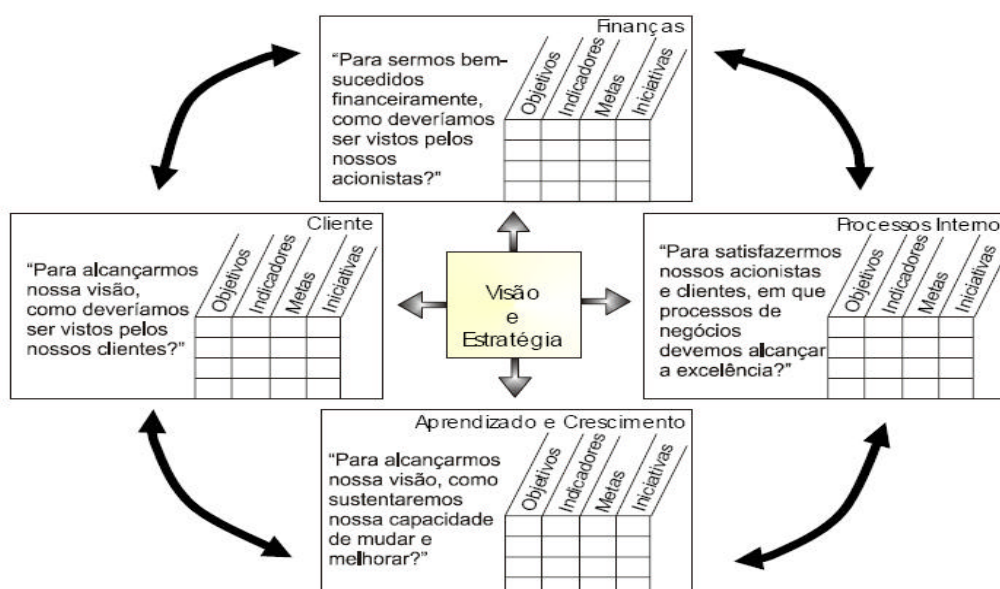 Finanças
“Para sermos bem-
sucedidos
financeiramente,
como deveríamos
ser vistos pelos
nossos
acionistas?”
Objetivos
Indicadores
Metas
Iniciativas
Cliente
“Para alcançarmos
nossa visão,
como deveríamos
ser vistos pelos
nossos clientes?”
Objetivos
Indicadores
Metas
Iniciativas
Visão
e
Estratégia
Processos Interno
“Para satisfazermos
nossos acionistas
e clientes, em que
processos de
negócios
devemos alcançar
a excelência?”
Objetivos
Indicadores
Metas
Iniciativas
Aprendizado e Crescimento
“Para alcançarmos
nossa visão, como
sustentaremos
nossa capacidade
de mudar e
melhorar?”
Objetivos
Indicadores
Metas
Iniciativas